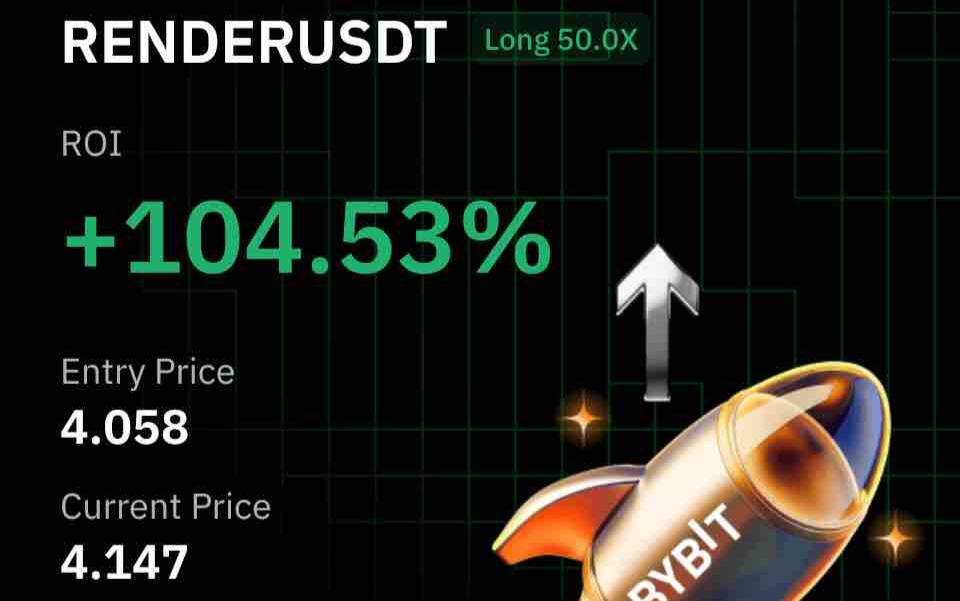 RENDERUSDT Long 50.0X
ROI
+104.53%
Entry Price
4.058
Current Price
4.147
BYBIT